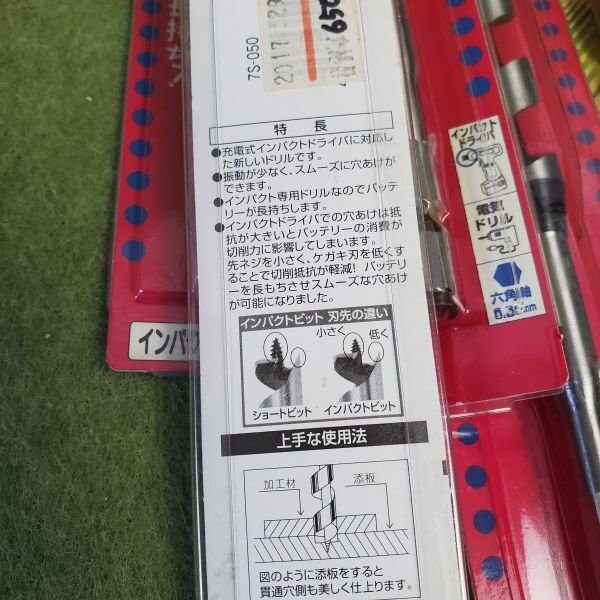 7S-050
2017
650
特長
●充電式インパクトドライバに対応し
た新しいドリルです。
●振動が少なく、スムーズに穴あけが
できます。
●インパクト専用ドリルなのでバッテ
リーが長持ちします。
●インパクトドライバでの穴あけは抵
抗が大きいとバッテリーの消費が
切削力に影響してしまいます。
先ネジを小さく、ケガキ刃を低くす
ることで切削抵抗が軽減!バッテリ
ーを長もちさせスムーズな穴あけ
が可能になりました。
インパクトビット 刃先の違い
小さく
低く
ショートビット
インパクトビット
上手な使用法
加工材
添板
図のように添板をすると
貫通穴側も美しく仕上ります。
インパクト
ドライバ
電気
ドリル
六角軸
インパ